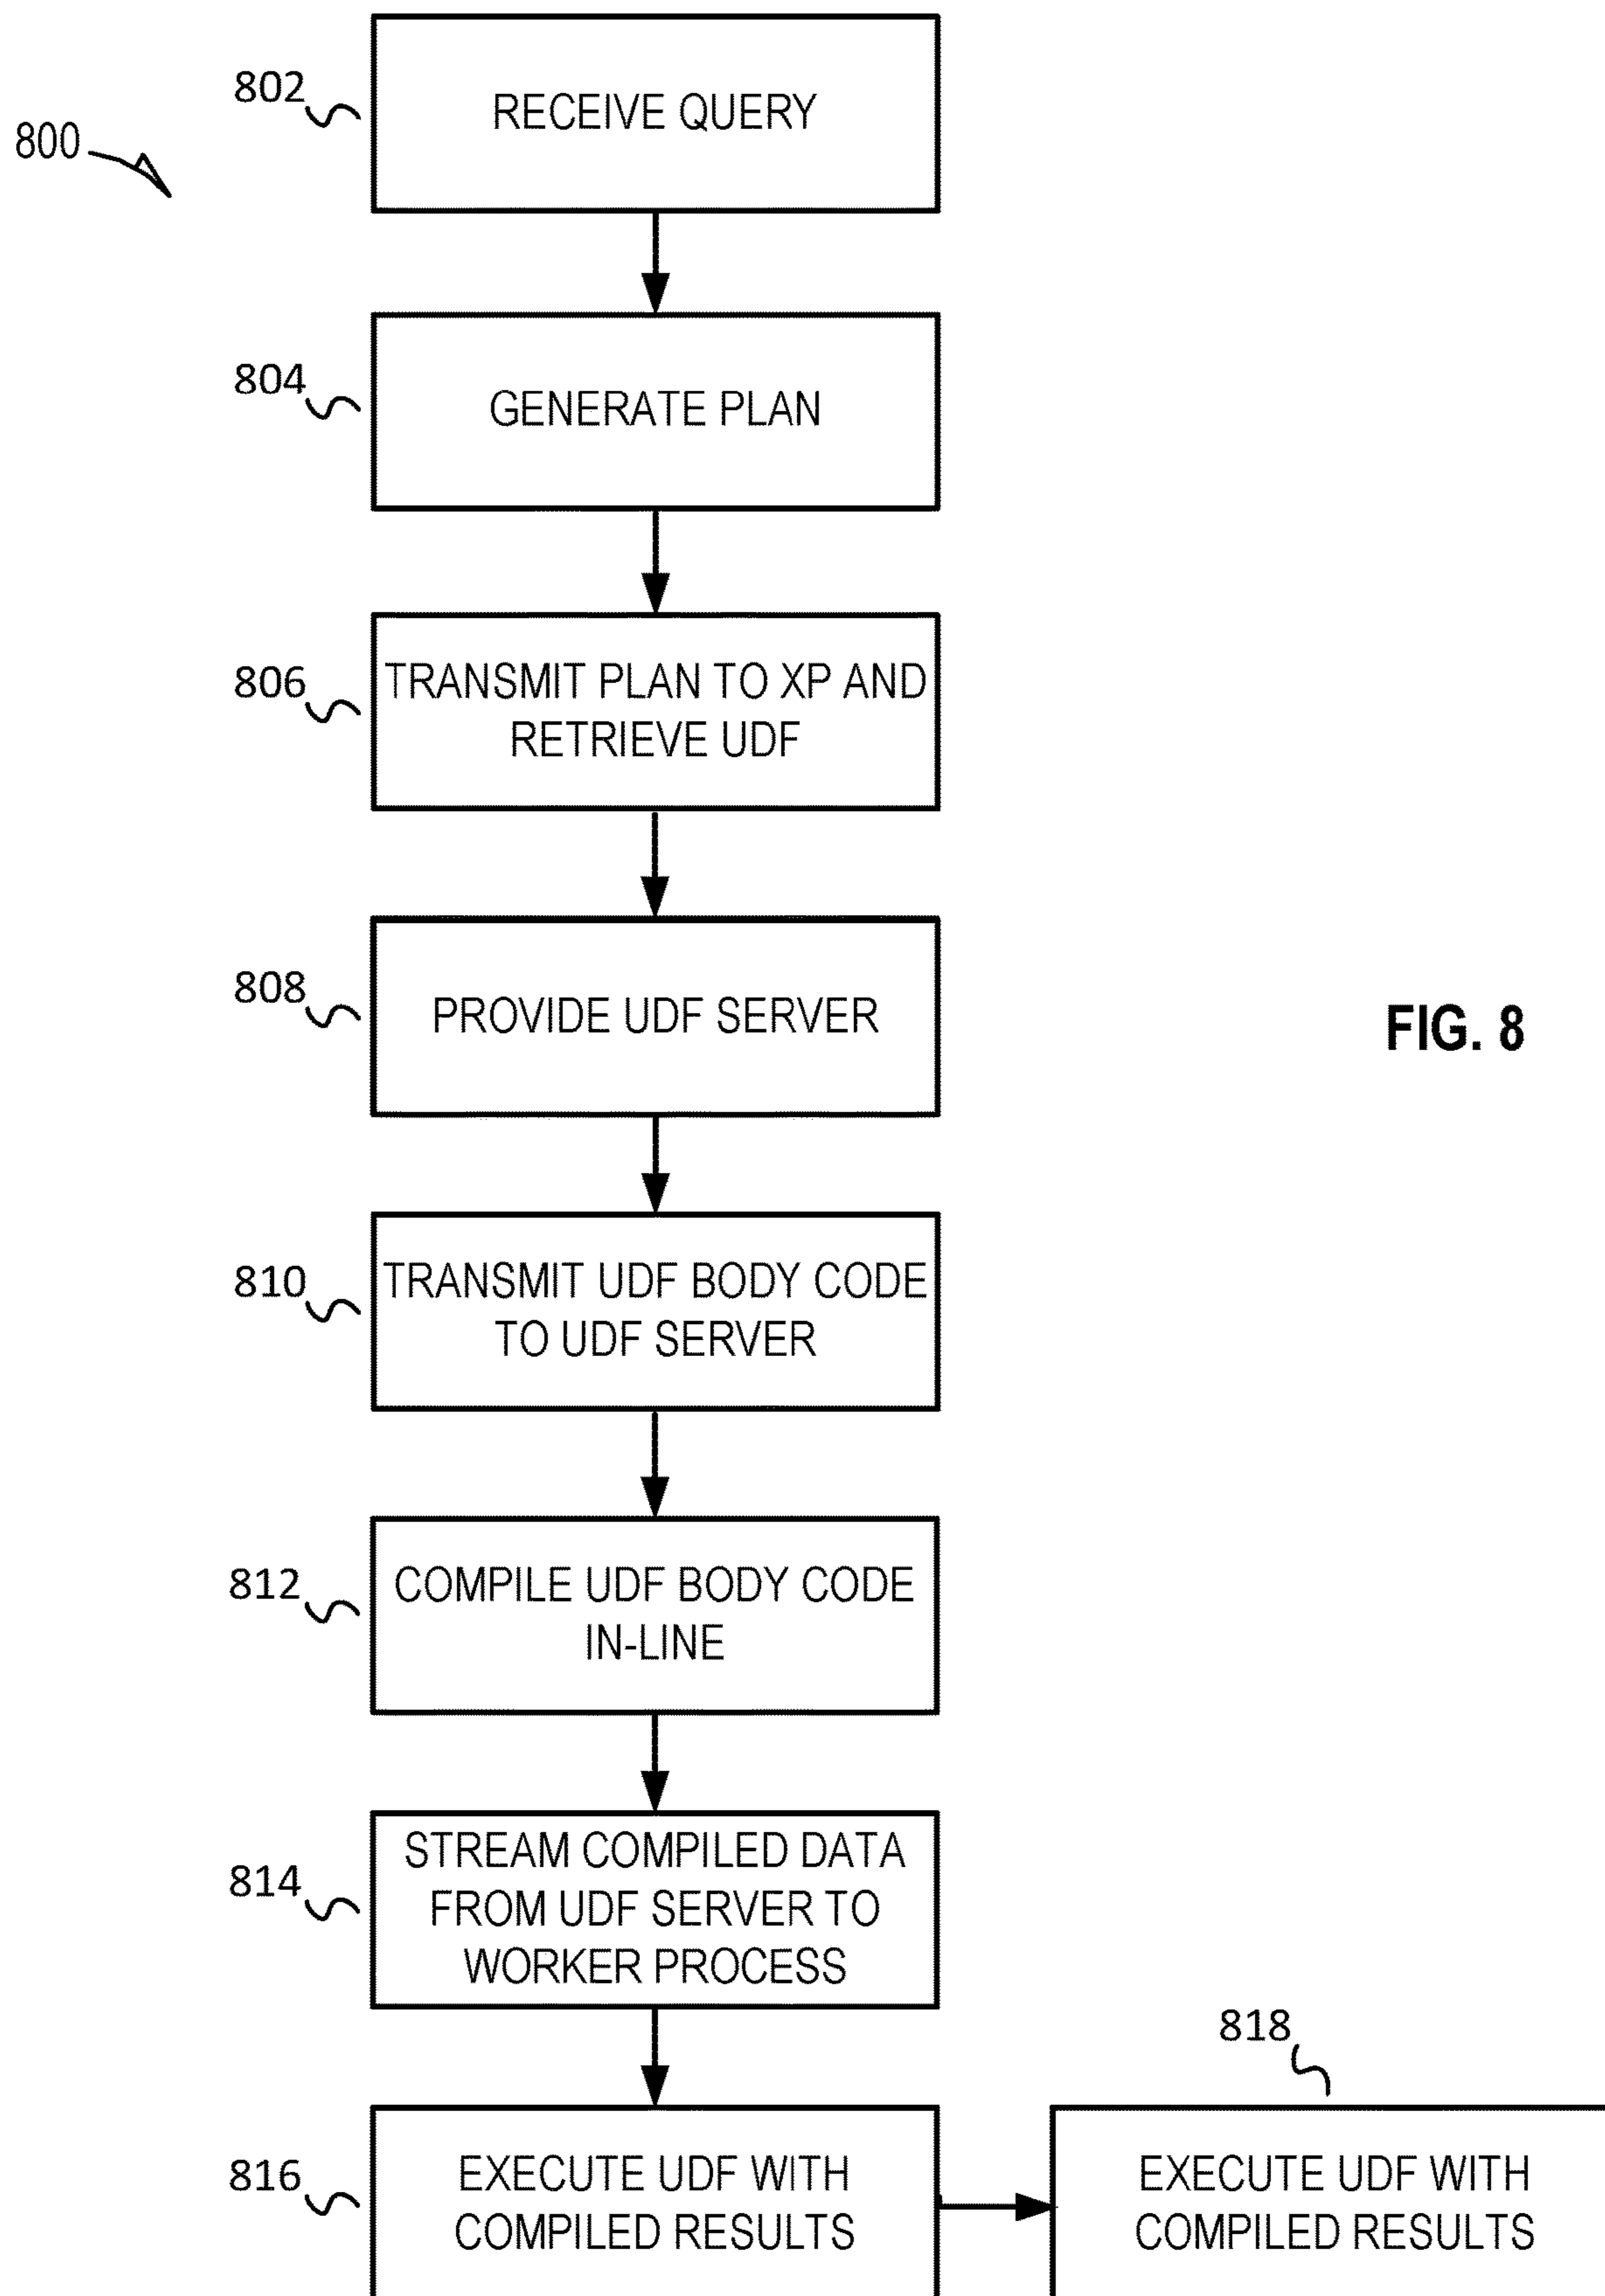 800
802
RECEIVE QUERY
804
GENERATE PLAN
806
TRANSMIT PLAN TO XP AND
RETRIEVE UDF
808
PROVIDE UDF SERVER
FIG. 8
810
TRANSMIT UDF BODY CODE
TO UDF SERVER
812
COMPILE UDF BODY CODE
IN-LINE
814
STREAM COMPILED DATA
FROM UDF SERVER TO
WORKER PROCESS
816
EXECUTE UDF WITH
COMPILED RESULTS
818
EXECUTE UDF WITH
COMPILED RESULTS